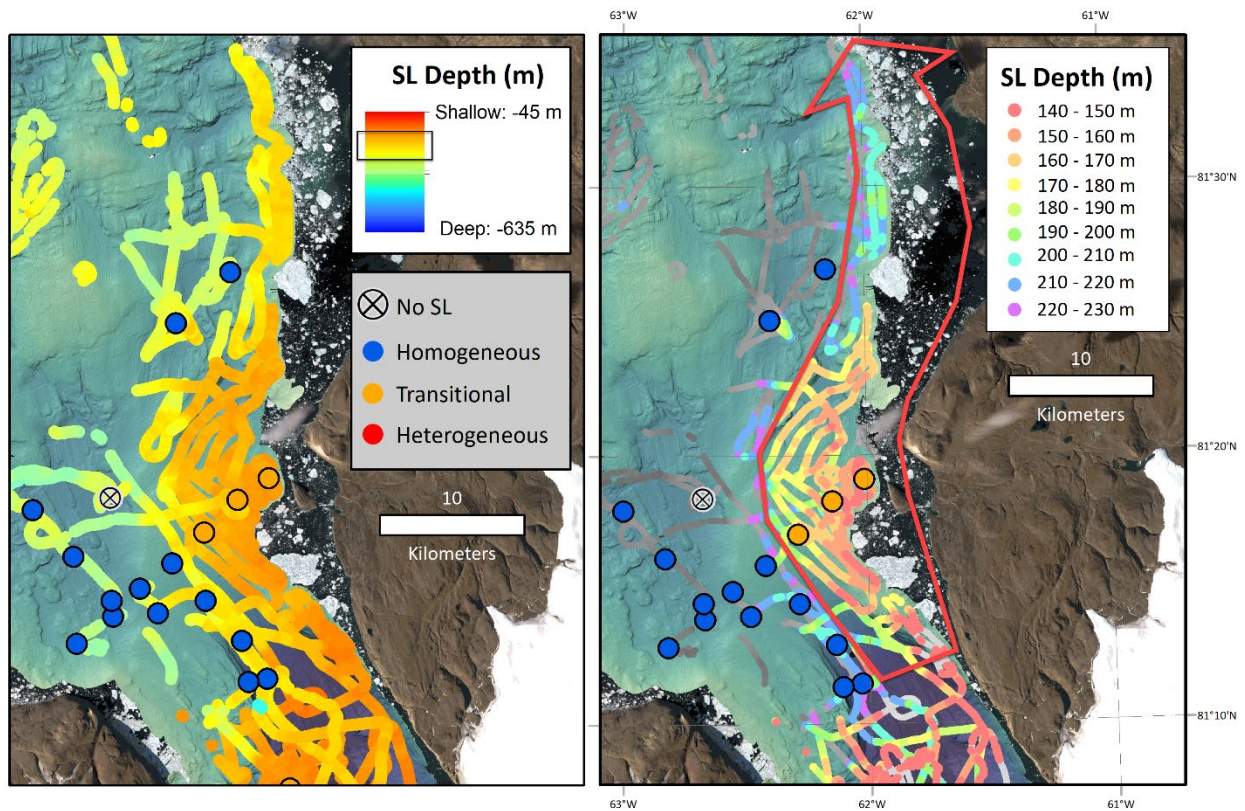 SL Depth (m)
Shallow: -45 m
Deep: -635 m
No SL
Homogeneous
Transitional
Heterogeneous
10
Kilometers
63°W
62°W
61°W
SL Depth (m)
140 - 150 m
150 - 160 m
160 - 170 m
170 - 180 m
180 - 190 m
190 - 200 m
200 - 210 m
210 - 220 m
220 - 230 m
10
Kilometers
81°30'N
81°20'N
81°10'N
63°W
62°W
61°W